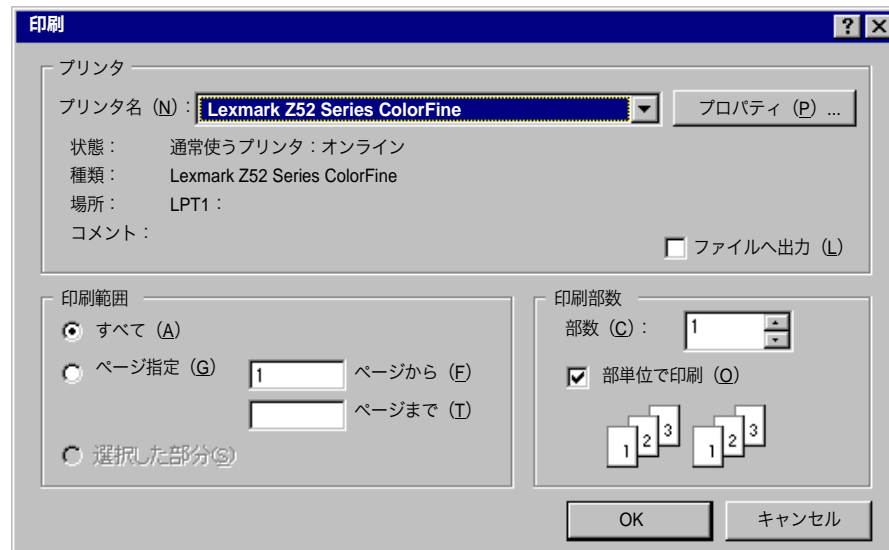 印刷
プリンタ
プリンタ名（N）: Lexmark Z52 Series ColorFine プロパティ（P）...
状態： 通常使うプリンタ：オンライン
種類： Lexmark Z52 Series ColorFine
場所： LPT1：
コメント：
ファイルへ出力（L）
印刷範囲
すべて（A）
ページ指定（G） 1 ページから（F）
ページまで（T）
選択した部分(S)
印刷部数
部数（C）： 1
部単位で印刷（O）
1 2 3 1 2 3
OK キャンセル